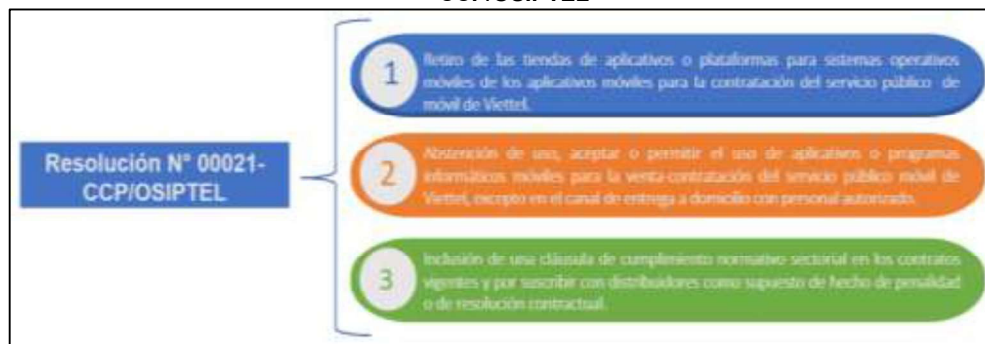 CCP/OSIPTEL
Resolución N° 00021-
CCP/OSIPTEL
1
Retiro de las tiendas de aplicativos o plataformas para sistemas operativos
móviles de los aplicativos móviles para la contratación del servicio público de
móvil de Viettel.
2
Abstención de uso, aceptar o permitir el uso de aplicativos o programas
informáticos móviles para la venta-contratación del servicio público móvil de
Viettel, excepto en el canal de entrega a domicilio con personal autorizado.
3
Inclusión de una cláusula de cumplimiento normativo sectorial en los contratos
vigentes y por suscribir con distribuidores como supuesto de hecho de penalidad
o de resolución contractual.